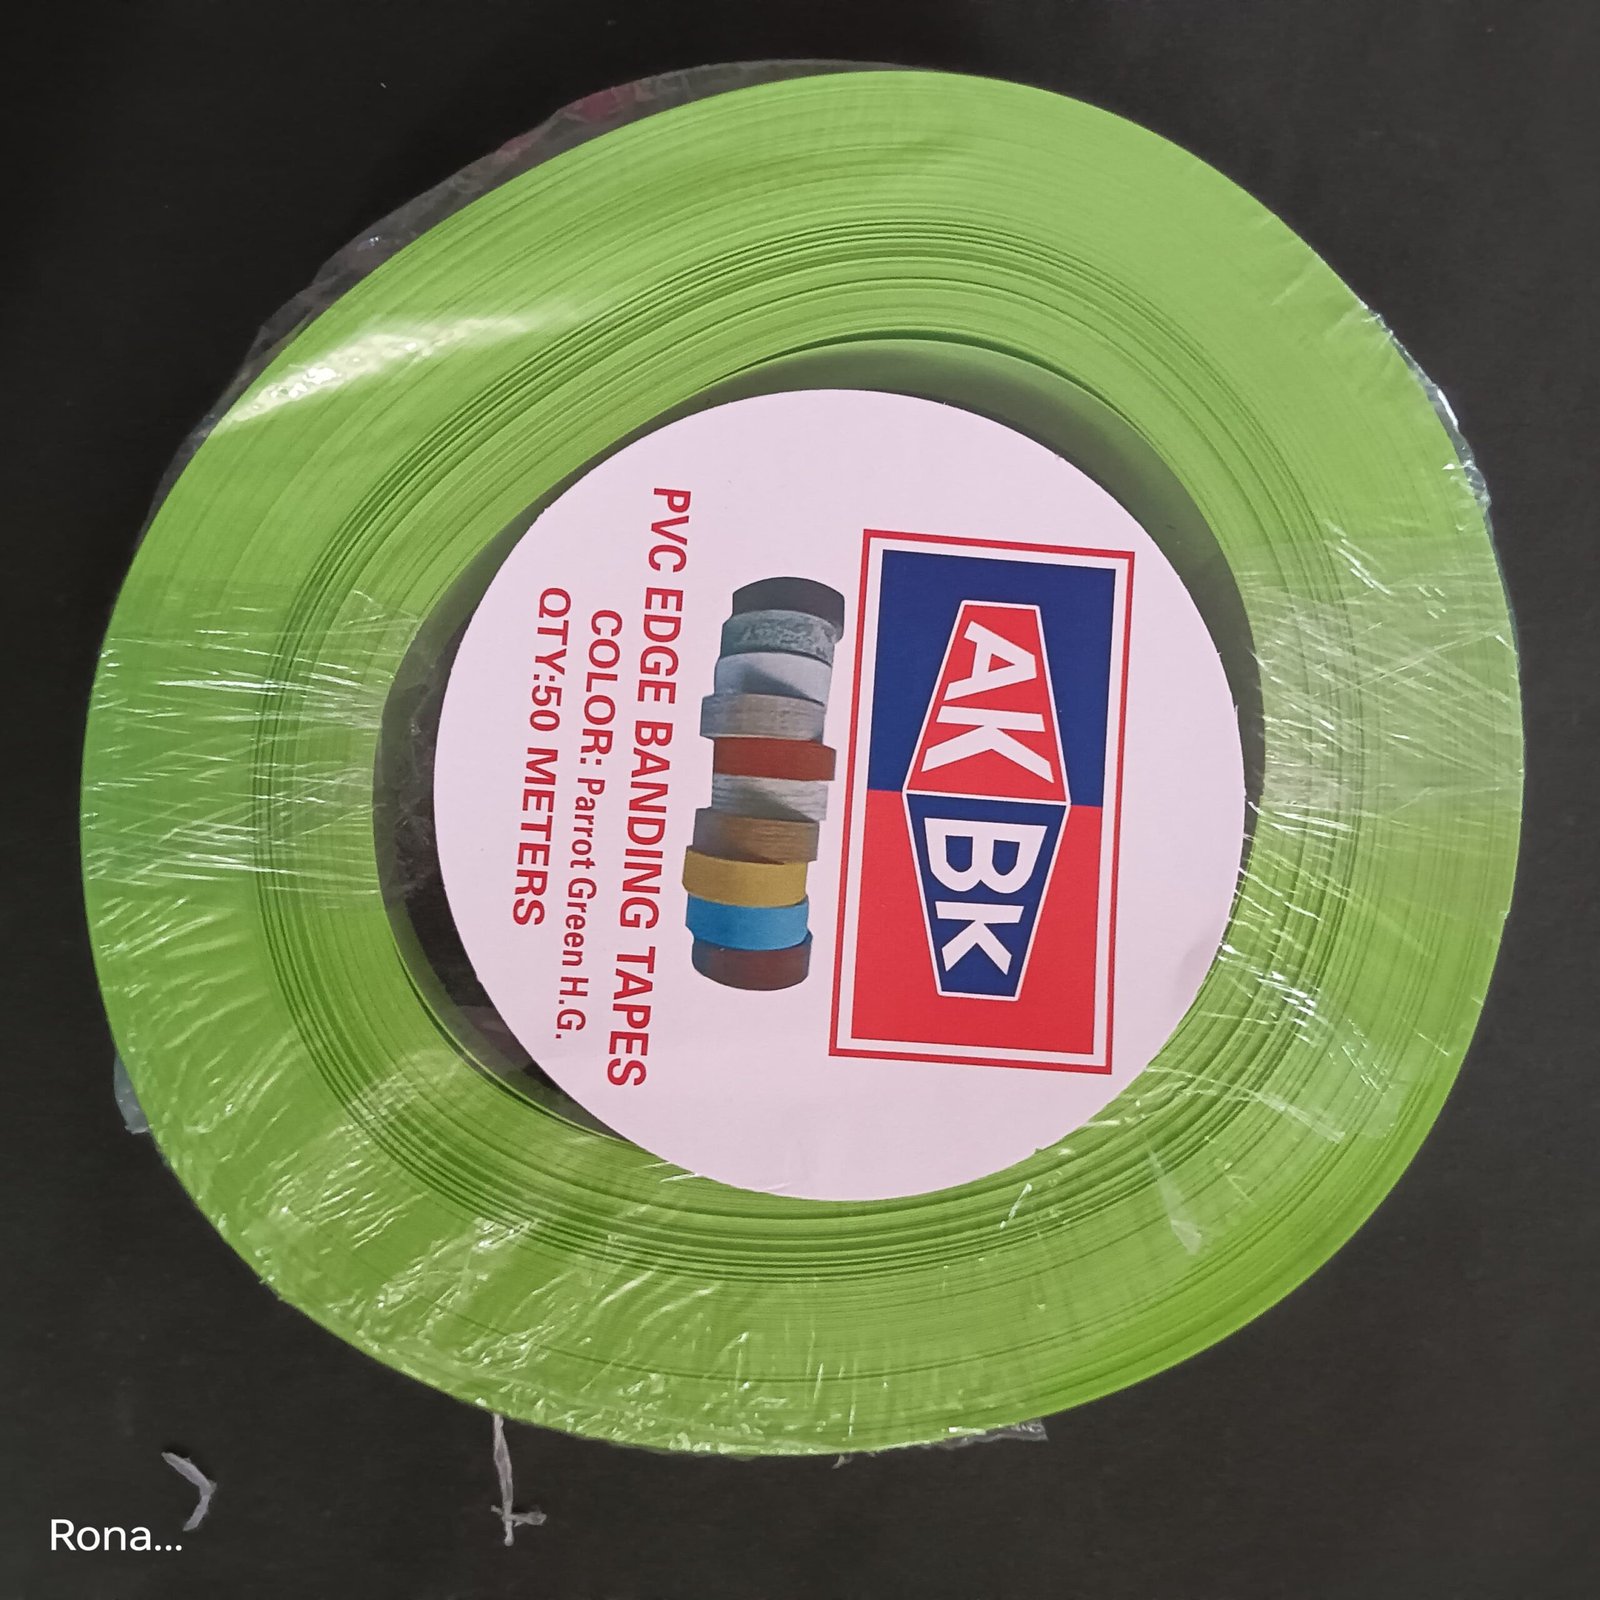 AK BK
PVC EDGE BANDING TAPES
COLOR: Parrot Green H.G.
QTY:50 METERS
Rona...